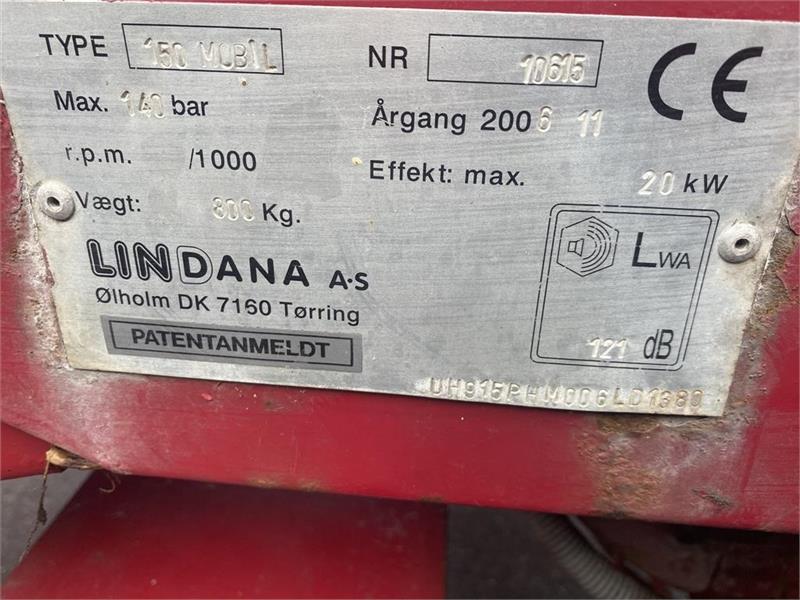 TYPE 150 MOBIL NR 10615 CE
Max. 140 bar Årgang 2006 11
r.p.m. /1000 Effekt: max. 20 kW
Vægt: 800 Kg.
LWA
LINDANA A·S
Ølholm DK 7160 Tørring
PATENTANMELDT
121 dB
UH915PHM006LD1380